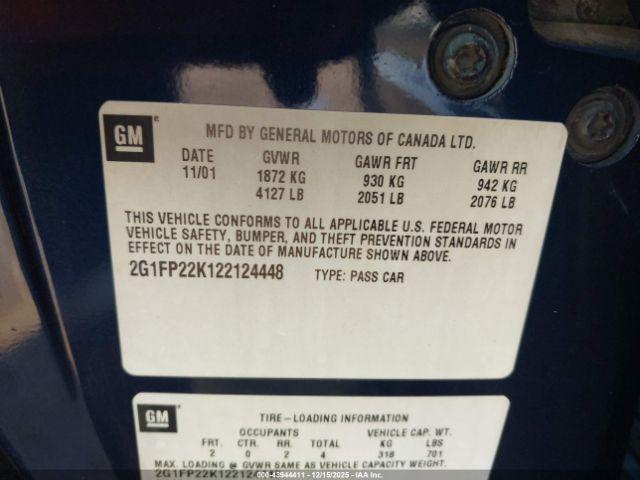 GM
MFD BY GENERAL MOTORS OF CANADA LTD.
DATE GVWR GAWR FRT GAWR RR
11/01 1872 KG 930 KG 942 KG
4127 LB 2051 LB 2076 LB
THIS VEHICLE CONFORMS TO ALL APPLICABLE U.S. FEDERAL MOTOR
VEHICLE SAFETY, BUMPER, AND THEFT PREVENTION STANDARDS IN
EFFECT ON THE DATE OF MANUFACTURE SHOWN ABOVE.
2G1FP22K122124448 TYPE: PASS CAR
GM
TIRE-LOADING INFORMATION
OCCUPANTS VEHICLE CAP. WT.
FRT. CTR. RR. TOTAL KG LBS
2 0 2 4 318 701
MAX. LOADING @ GVWR SAME AS VEHICLE CAPACITY WEIGHT.
2G1FP22K122124448
43944411 - 12/15/2025 - COPART